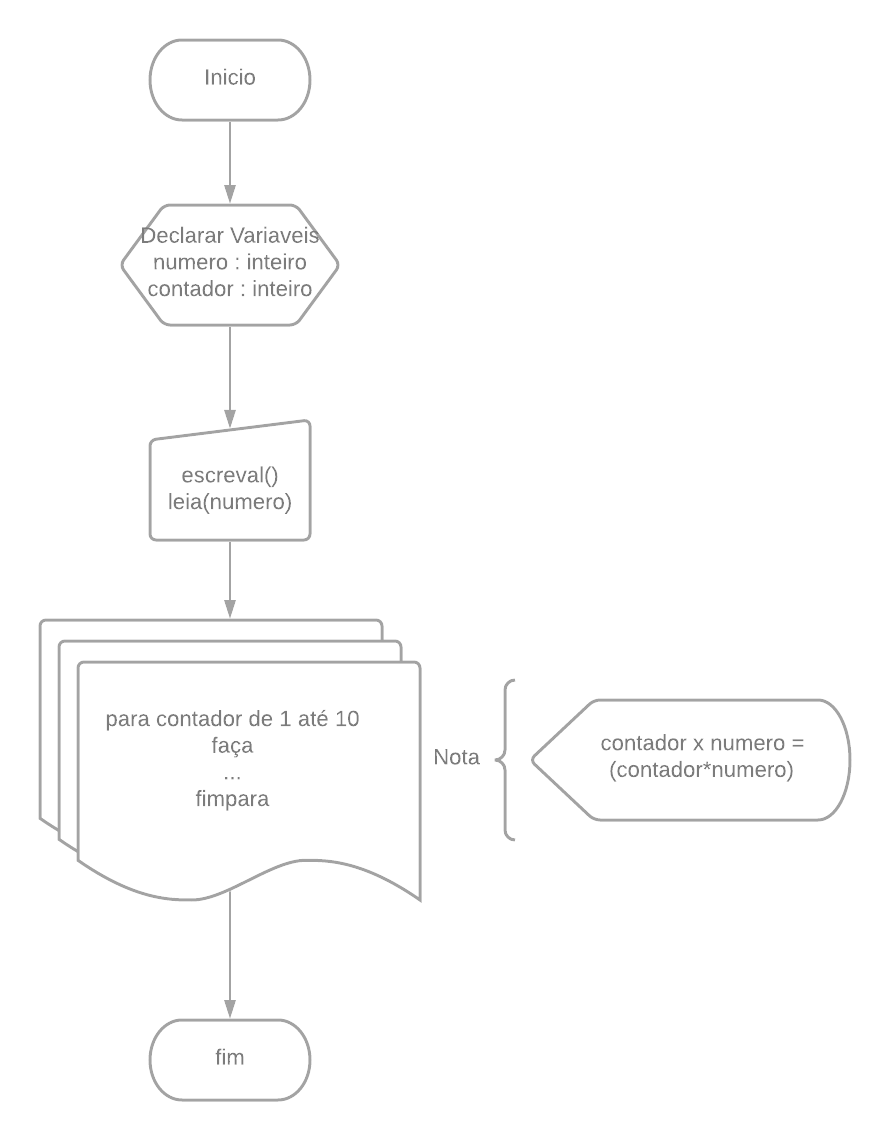 Inicio
Declarar Variaveis
numero : inteiro
contador : inteiro
escreval()
leia(numero)
para contador de 1 até 10
faça
...
fimpara
Nota
contador x numero =
(contador*numero)
fim